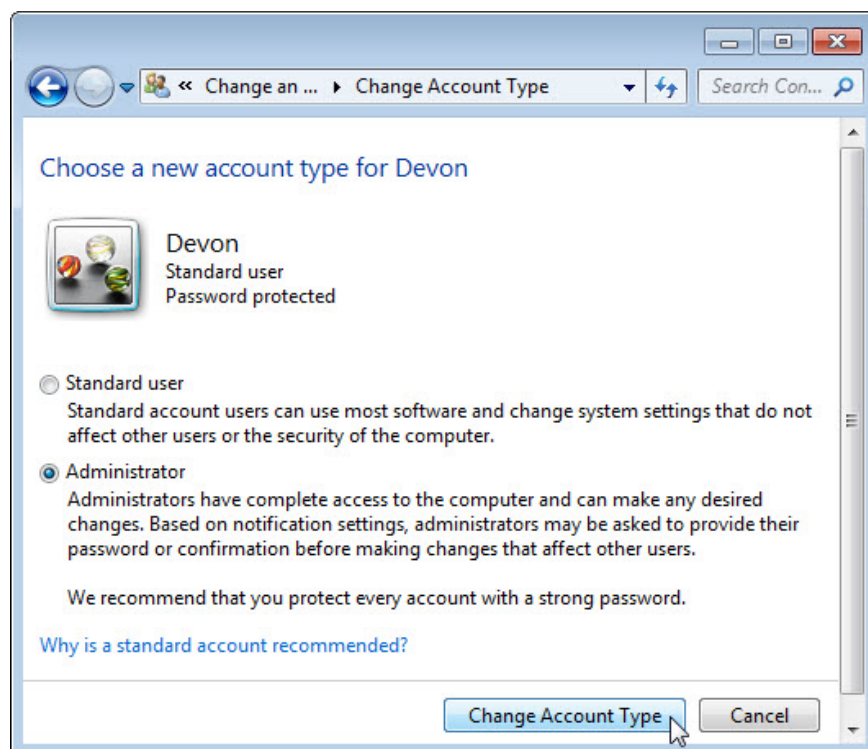 « Change an ... ▸ Change Account Type
Search Con...
Choose a new account type for Devon
Devon
Standard user
Password protected
Standard user
Standard account users can use most software and change system settings that do not
affect other users or the security of the computer.
Administrator
Administrators have complete access to the computer and can make any desired
changes. Based on notification settings, administrators may be asked to provide their
password or confirmation before making changes that affect other users.
We recommend that you protect every account with a strong password.
Why is a standard account recommended?
Change Account Type
Cancel